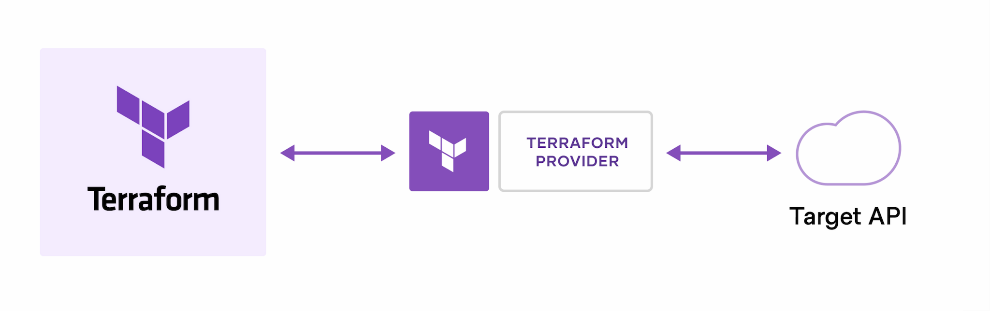 Terraform
TERRAFORM
PROVIDER
Target API